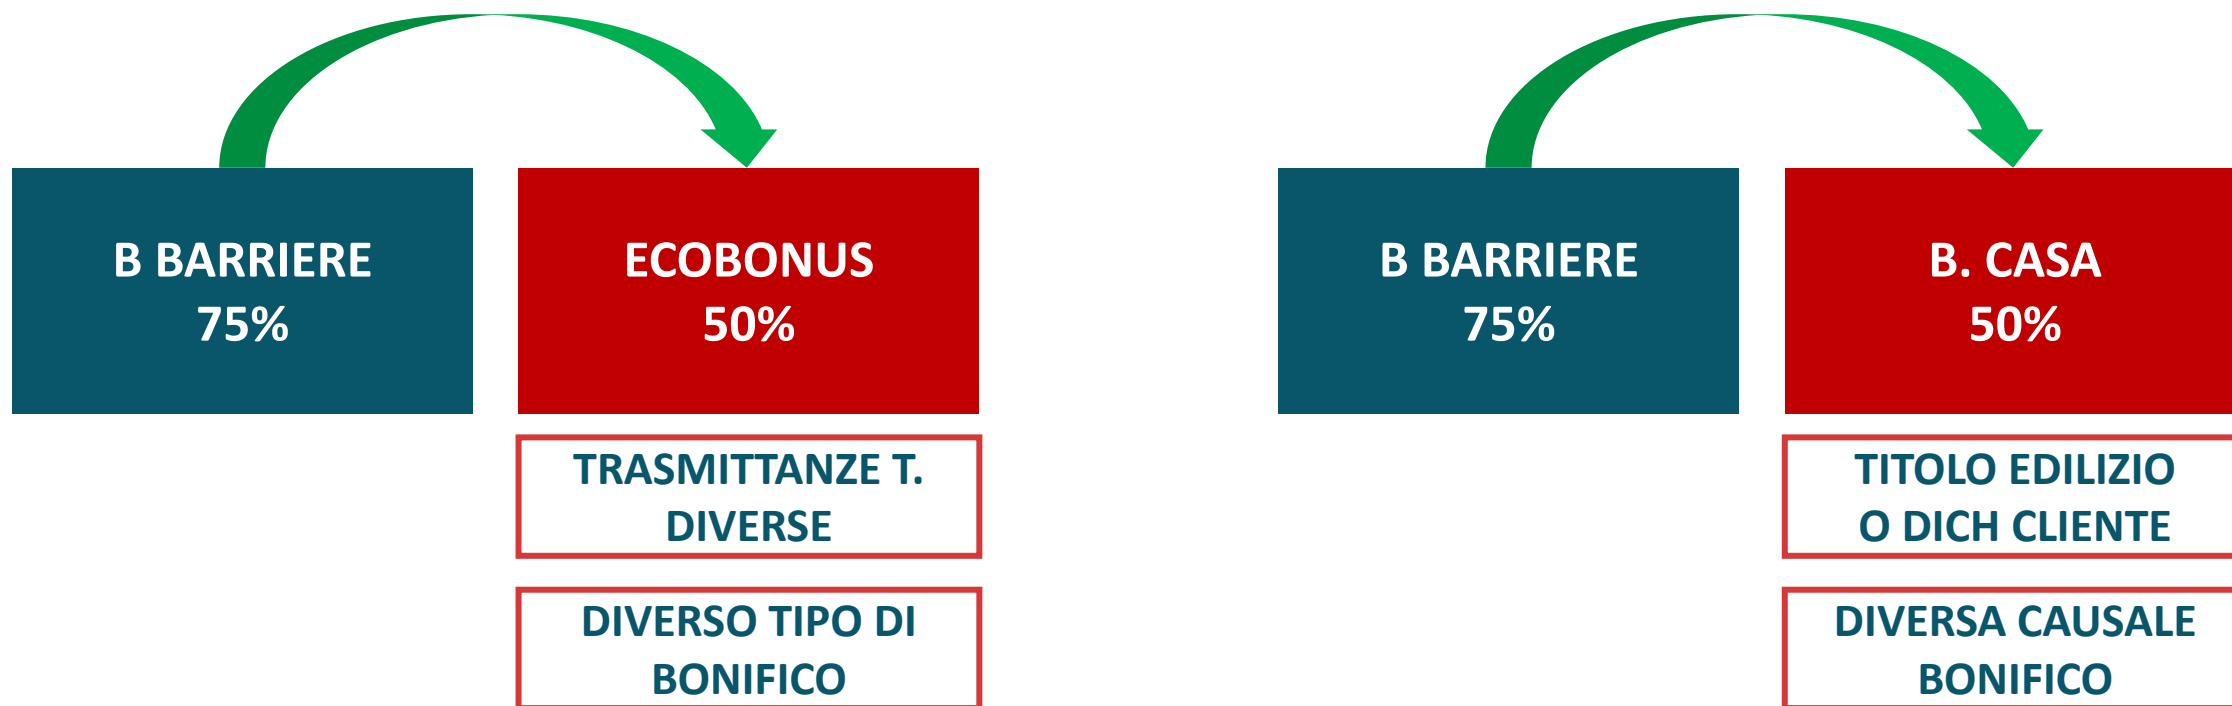 B BARRIERE
75%
ECOBONUS
50%
TRASMITTANZE T.
DIVERSE
DIVERSO TIPO DI
BONIFICO
B BARRIERE
75%
B. CASA
50%
TITOLO EDILIZIO
O DICH CLIENTE
DIVERSA CAUSALE
BONIFICO